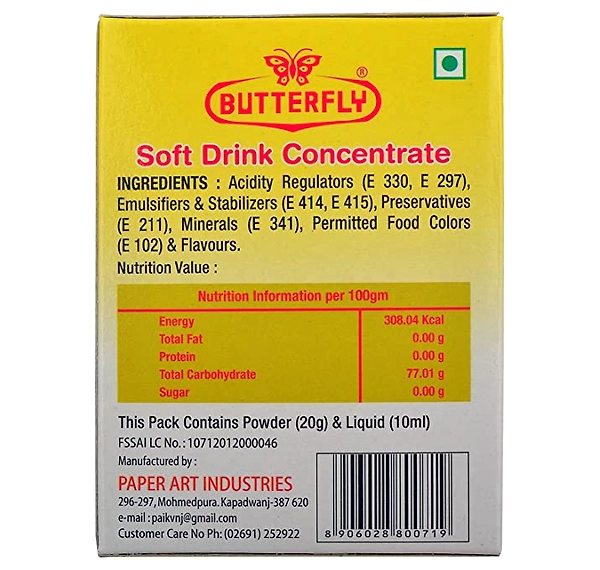 BUTTERFLY®
Soft Drink Concentrate
INGREDIENTS : Acidity Regulators (E 330, E 297),
Emulsifiers & Stabilizers (E 414, E 415), Preservatives
(E 211), Minerals (E 341), Permitted Food Colors
(E 102) & Flavours.
Nutrition Value :
Nutrition Information per 100gm
Energy 308.04 Kcal
Total Fat 0.00 g
Protein 0.00 g
Total Carbohydrate 77.01 g
Sugar 0.00 g
This Pack Contains Powder (20g) & Liquid (10ml)
FSSAI LC No. : 10712012000046
Manufactured by :
PAPER ART INDUSTRIES
296-297, Mohmedpura. Kapadwanj-387 620
e-mail : paikvnj@gmail.com
Customer Care No Ph: (02691) 252922
8 906028 800719